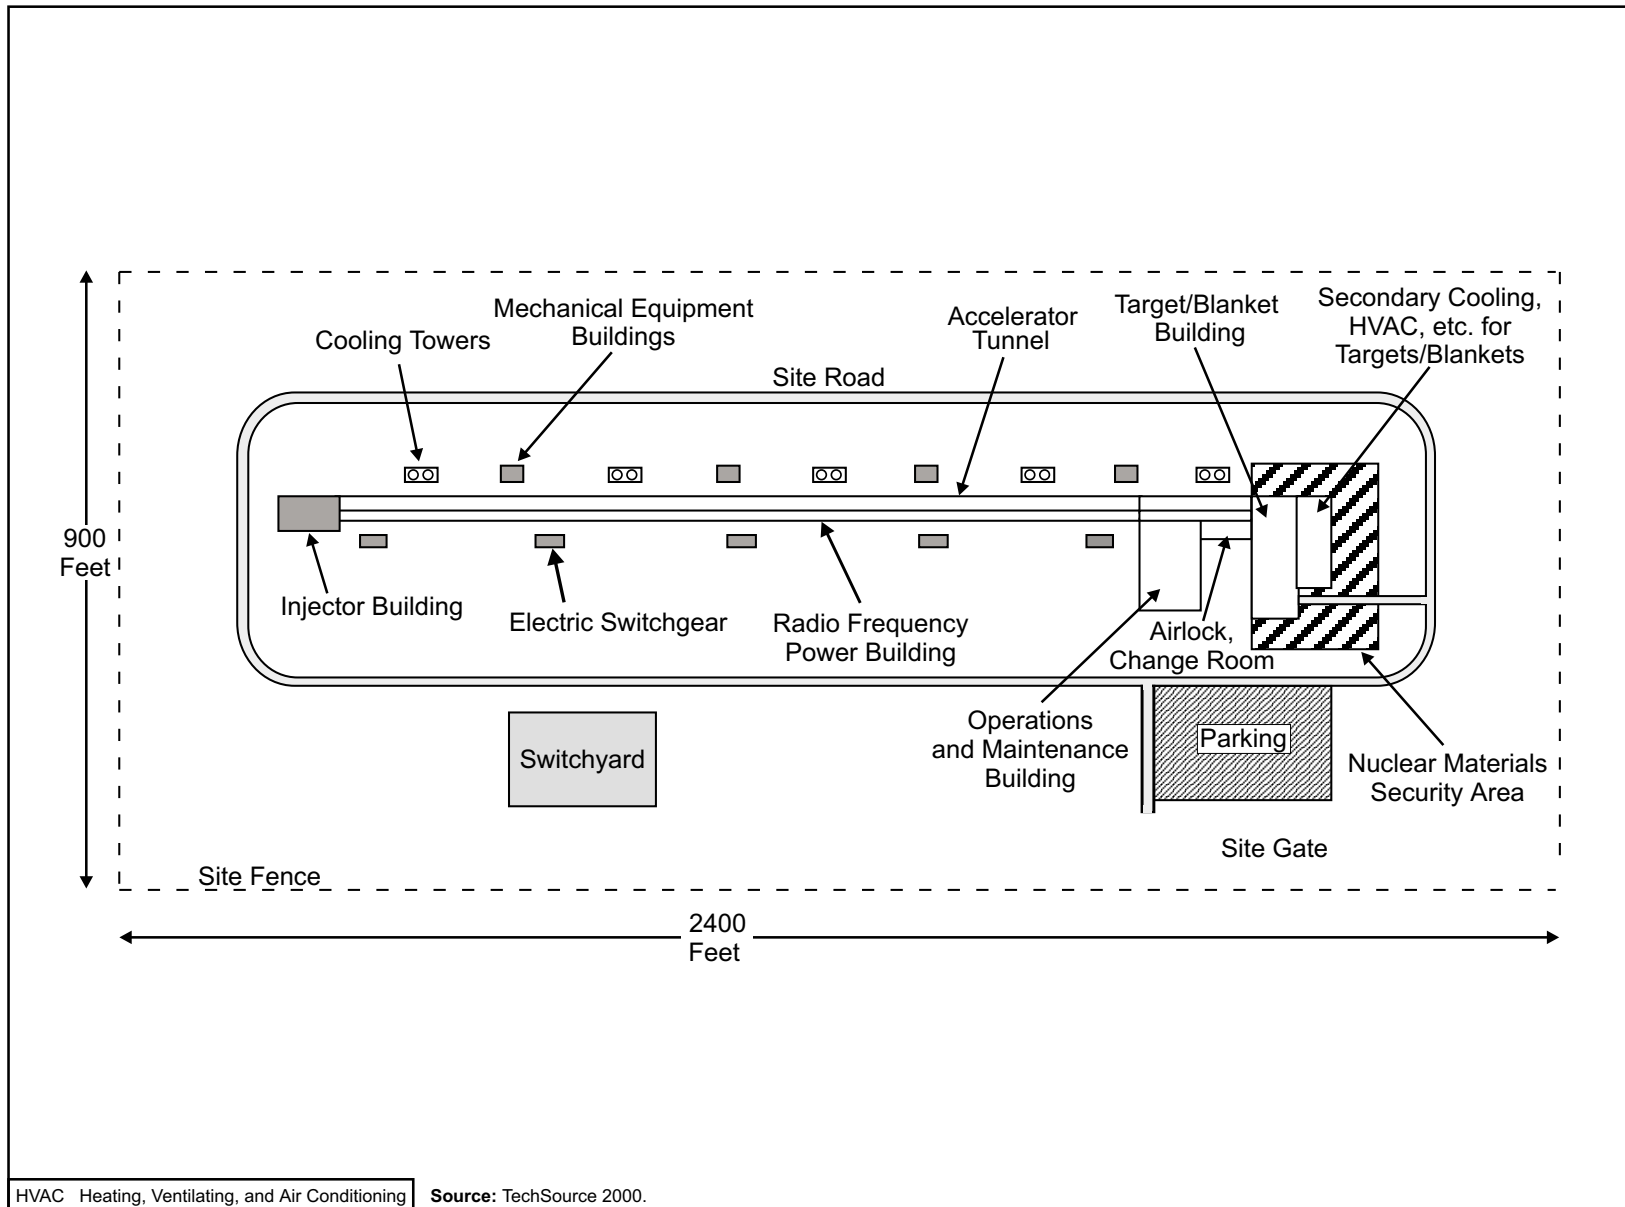 Mechanical Equipment
Buildings
Cooling Towers
Accelerator
Tunnel
Target/Blanket
Building
Secondary Cooling,
HVAC, etc. for
Targets/Blankets
Site Road
900
Feet
Injector Building
Electric Switchgear
Radio Frequency
Power Building
Airlock,
Change Room
Operations
and Maintenance
Building
Switchyard
Parking
Nuclear Materials
Security Area
Site Gate
Site Fence
2400
Feet
HVAC Heating, Ventilating, and Air Conditioning
Source: TechSource 2000.